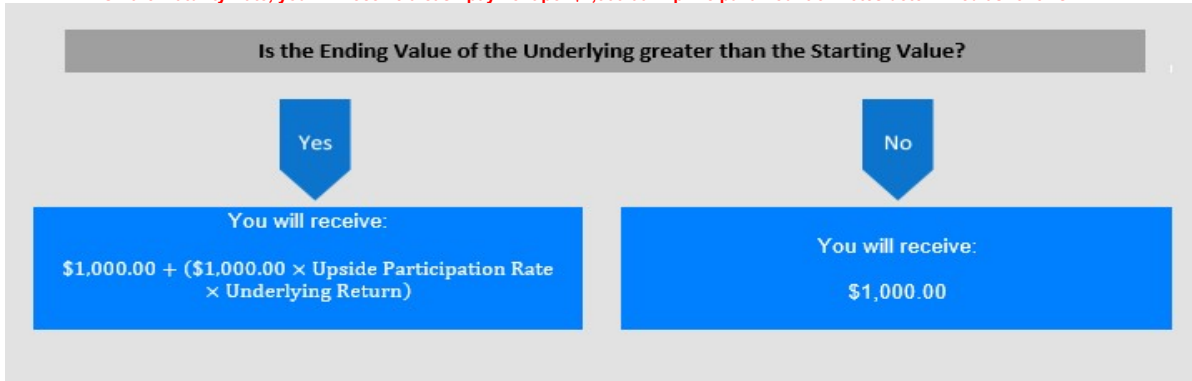 Is the Ending Value of the Underlying greater than the Starting Value?
Yes
No
You will receive:
$1,000.00 + ($1,000.00 × Upside Participation Rate
× Underlying Return)
You will receive:
$1,000.00